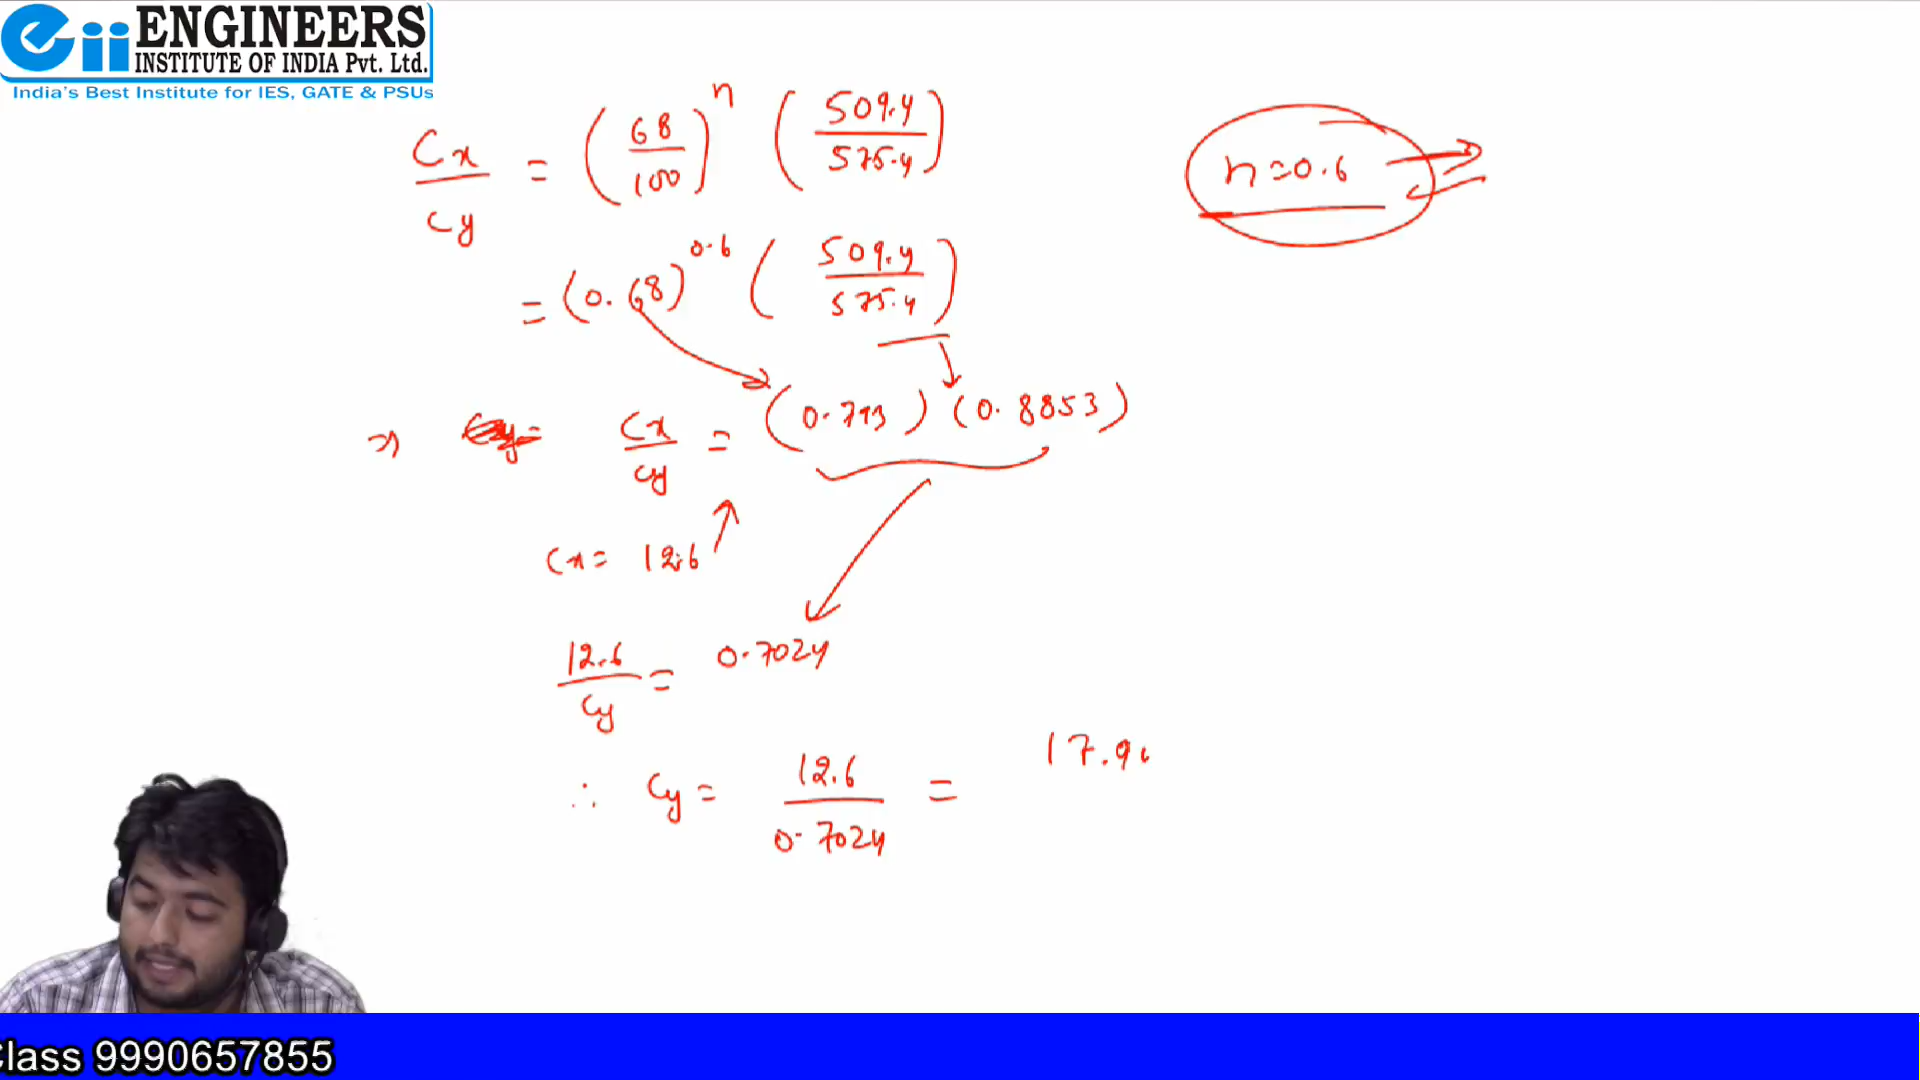 eii ENGINEERS
INSTITUTE OF INDIA Pvt. Ltd.
India's Best Institute for IES, GATE & PSUs
Cx/Cy = (68/100)^n (509.4/575.4)
n=0.6
= (0.68)^0.6 (509.4/575.4)
⇒ Cx/Cy = (0.793) (0.8853)
Cx = 12.6
12.6/Cy = 0.7024
∴ Cy = 12.6/0.7024 = 17.9
Class 9990657855